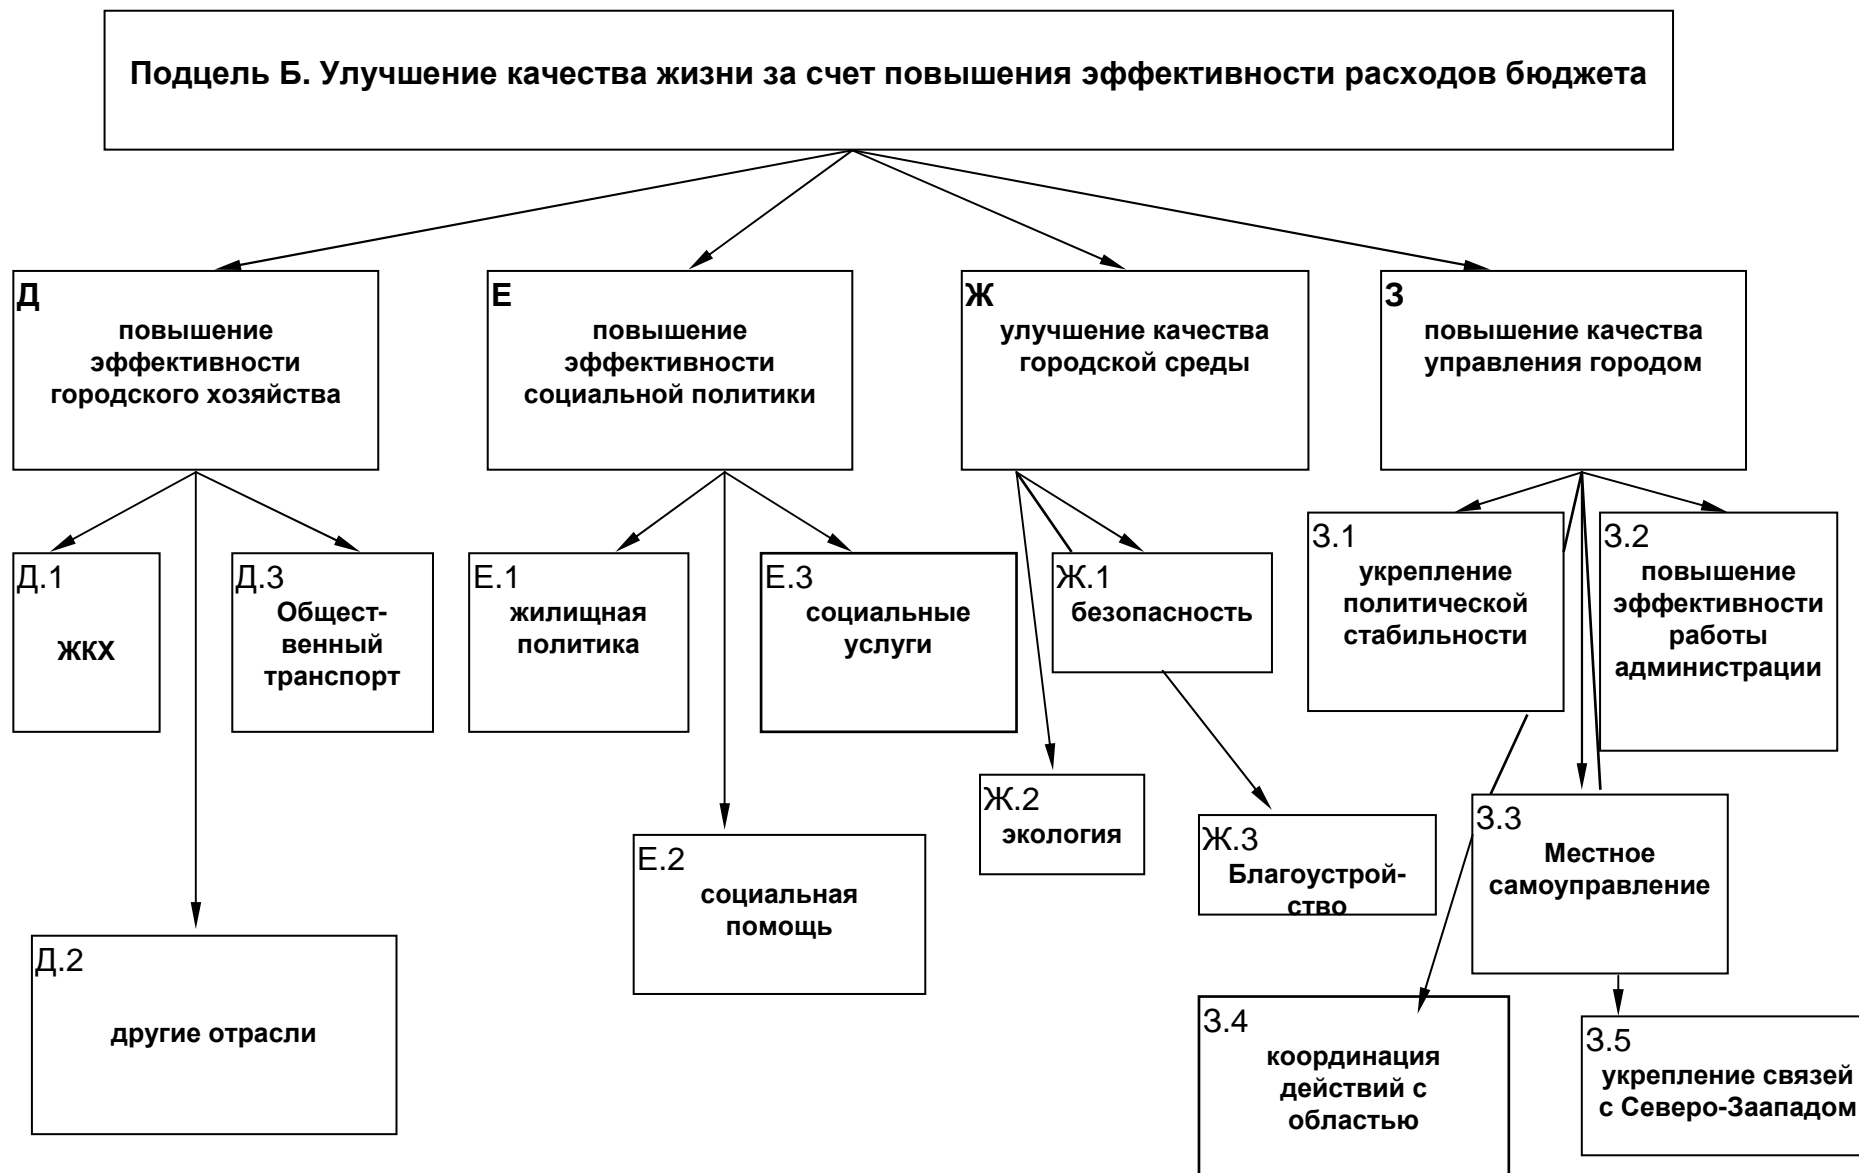 Подцель Б. Улучшение качества жизни за счет повышения эффективности расходов бюджета
Д
повышение
эффективности
городского хозяйства
Е
повышение
эффективности
социальной политики
Ж
улучшение качества
городской среды
З
повышение качества
управления городом
Д.1
ЖКХ
Д.3
Общест-
венный
транспорт
Е.1
жилищная
политика
Е.3
социальные
услуги
Ж.1
безопасность
З.1
укрепление
политической
стабильности
З.2
повышение
эффективности
работы
администрации
Ж.2
экология
Ж.3
Благоустрой-
ство
З.3
Местное
самоуправление
Е.2
социальная
помощь
Д.2
другие отрасли
З.4
координация
действий с
областью
З.5
укрепление связей
с Северо-Заападом